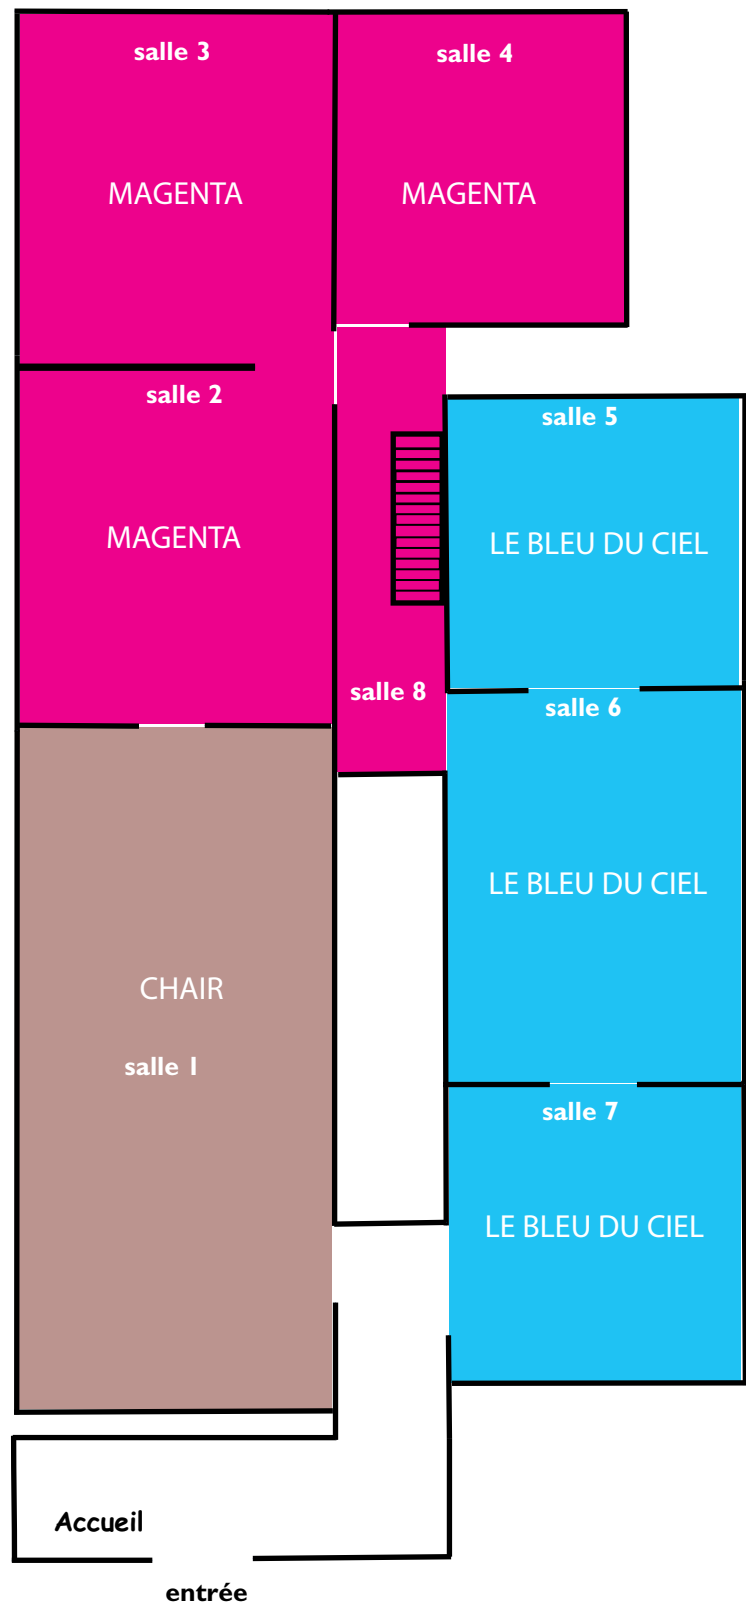 salle 3
MAGENTA
salle 4
MAGENTA
salle 2
MAGENTA
salle 5
LE BLEU DU CIEL
salle 8
salle 6
LE BLEU DU CIEL
CHAIR
salle 1
salle 7
LE BLEU DU CIEL
Accueil
entrée